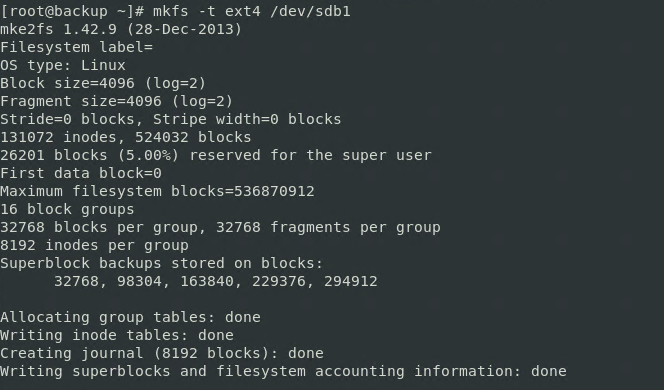 [root@backup ~]# mkfs -t ext4 /dev/sdb1
mke2fs 1.42.9 (28-Dec-2013)
Filesystem label=
OS type: Linux
Block size=4096 (log=2)
Fragment size=4096 (log=2)
Stride=0 blocks, Stripe width=0 blocks
131072 inodes, 524032 blocks
26201 blocks (5.00%) reserved for the super user
First data block=0
Maximum filesystem blocks=536870912
16 block groups
32768 blocks per group, 32768 fragments per group
8192 inodes per group
Superblock backups stored on blocks:
32768, 98304, 163840, 229376, 294912
Allocating group tables: done
Writing inode tables: done
Creating journal (8192 blocks): done
Writing superblocks and filesystem accounting information: done